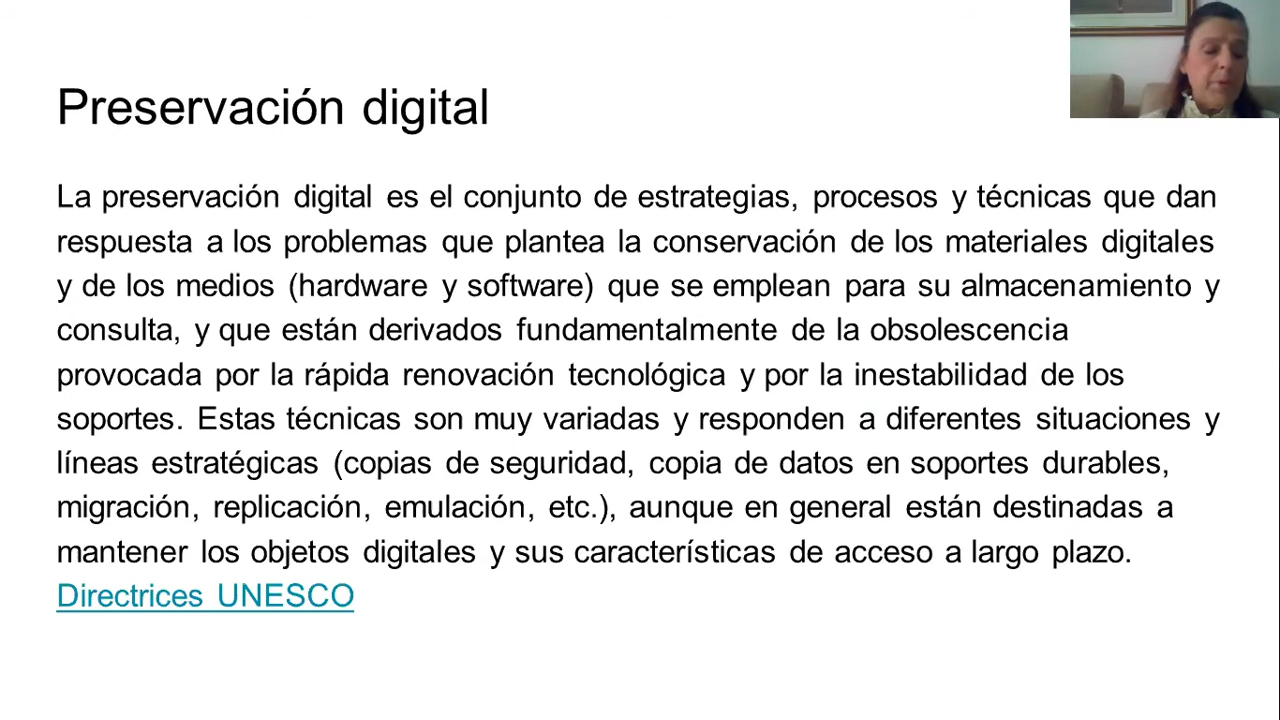 Preservación digital
La preservación digital es el conjunto de estrategias, procesos y técnicas que dan
respuesta a los problemas que plantea la conservación de los materiales digitales
y de los medios (hardware y software) que se emplean para su almacenamiento y
consulta, y que están derivados fundamentalmente de la obsolescencia
provocada por la rápida renovación tecnológica y por la inestabilidad de los
soportes. Estas técnicas son muy variadas y responden a diferentes situaciones y
líneas estratégicas (copias de seguridad, copia de datos en soportes durables,
migración, replicación, emulación, etc.), aunque en general están destinadas a
mantener los objetos digitales y sus características de acceso a largo plazo.
Directrices UNESCO